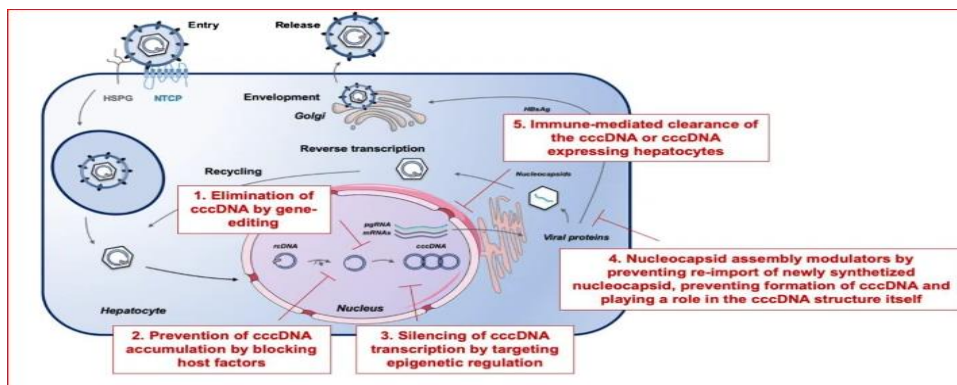 Entry
Release
HSPG
NTCP
Envelopment
Golgi
HBsAg
5. Immune-mediated clearance of
the cccDNA or cccDNA
expressing hepatocytes
Reverse transcription
Recycling
Nucleocapsids
1. Elimination of
cccDNA by gene-
editing
pgRNA
mRNAs
rcDNA
cccDNA
Viral proteins
4. Nucleocapsid assembly modulators by
preventing re-import of newly synthetized
nucleocapsid, preventing formation of cccDNA and
playing a role in the cccDNA structure itself
Hepatocyte
Nucleus
2. Prevention of cccDNA
accumulation by blocking
host factors
3. Silencing of cccDNA
transcription by targeting
epigenetic regulation